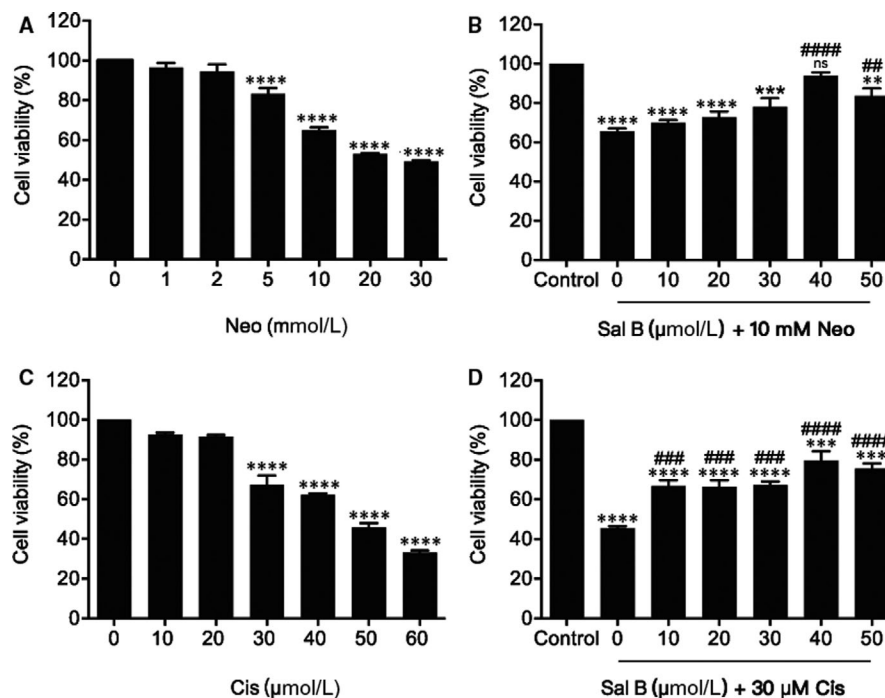 A
Cell viability (%)
120
100
80
60
40
20
0
****
****
****
****
0 1 2 5 10 20 30
Neo (mmol/L)
B
Cell viability (%)
120
100
80
60
40
20
0
####
ns
##
**
***
****
****
****
Control 0 10 20 30 40 50
Sal B (µmol/L) + 10 mM Neo
C
Cell viability (%)
120
100
80
60
40
20
0
****
****
****
****
0 10 20 30 40 50 60
Cis (µmol/L)
D
Cell viability (%)
120
100
80
60
40
20
0
####
***
####
***
### ### ###
**** **** ****
****
Control 0 10 20 30 40 50
Sal B (µmol/L) + 30 µM Cis